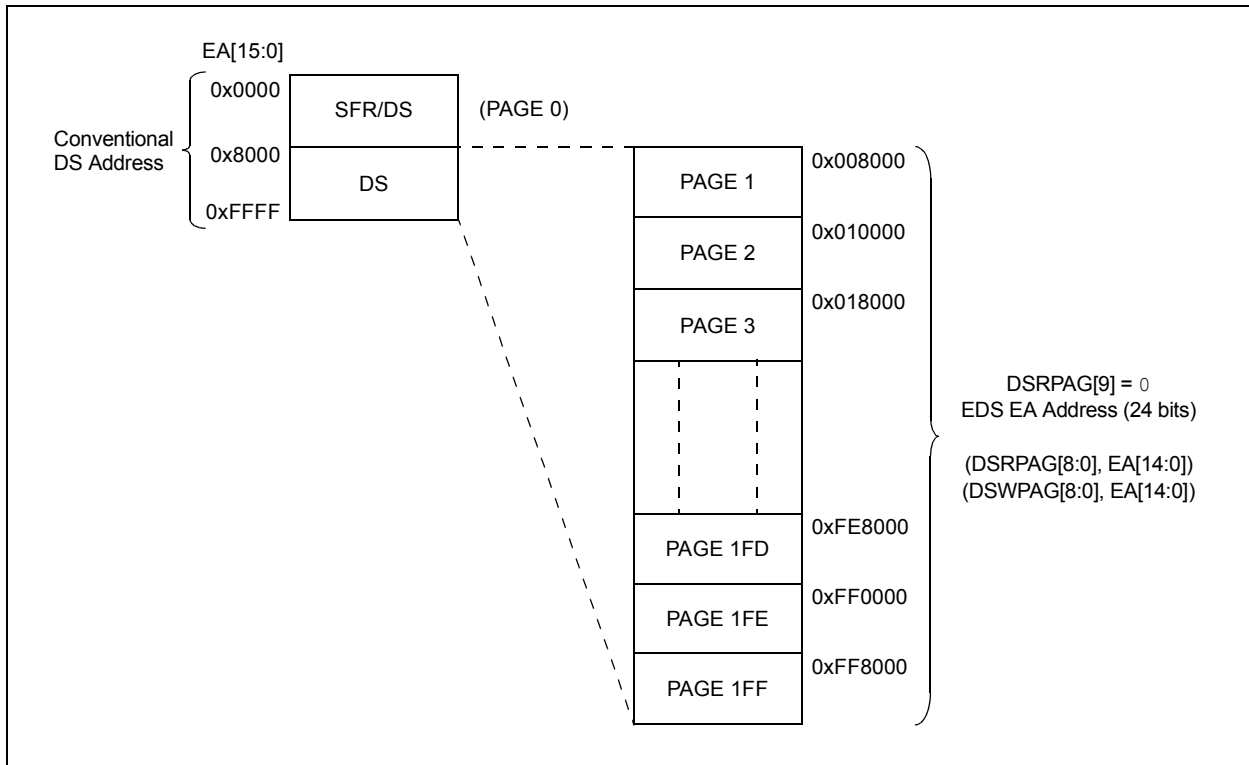 EA[15:0]
0x0000
SFR/DS
(PAGE 0)
Conventional
DS Address
0x8000
DS
0xFFFF
PAGE 1
0x008000
PAGE 2
0x010000
PAGE 3
0x018000
DSRPAG[9] = 0
EDS EA Address (24 bits)
(DSRPAG[8:0], EA[14:0])
(DSWPAG[8:0], EA[14:0])
PAGE 1FD
0xFE8000
PAGE 1FE
0xFF0000
PAGE 1FF
0xFF8000